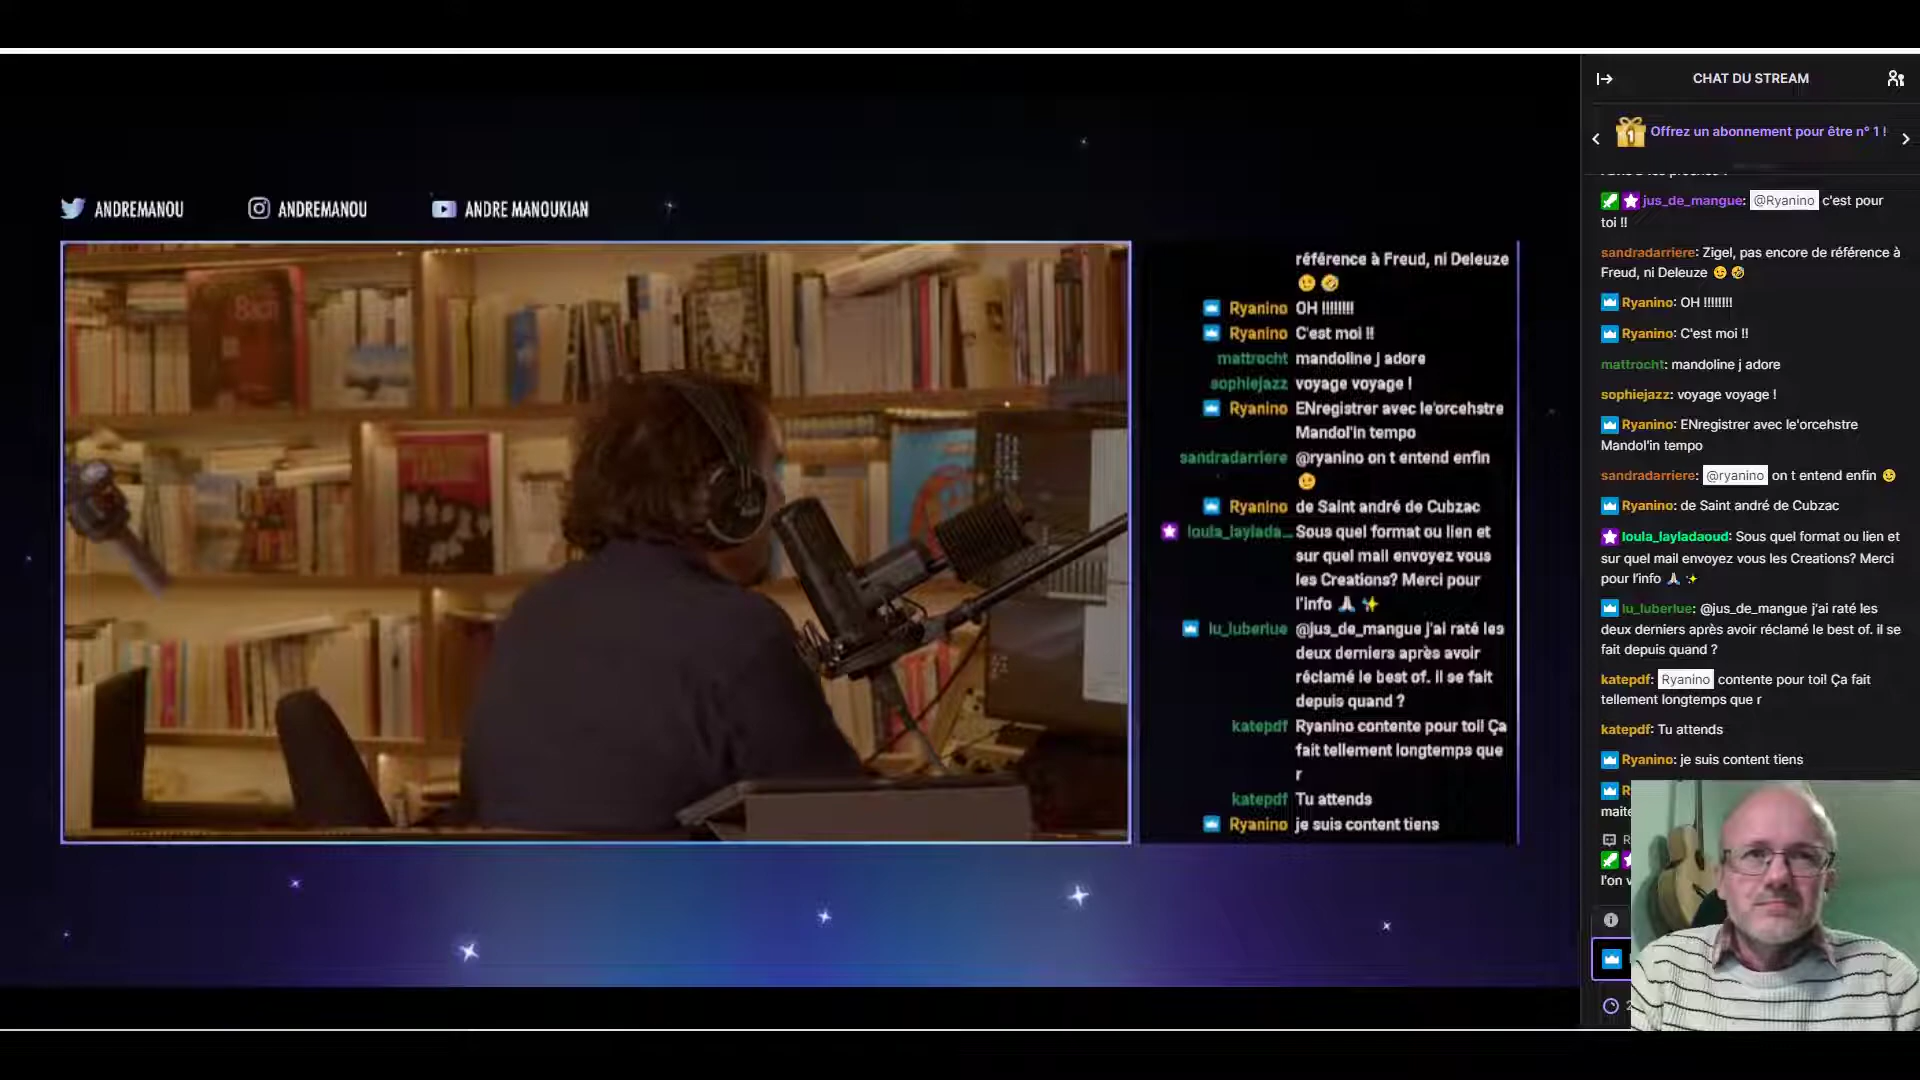 CHAT DU STREAM
Offrez un abonnement pour être n° 1 !
ANDREMANOU
ANDREMANOU
ANDRE MANOUKIAN
référence à Freud, ni Deleuze
Ryanino OH !!!!!!!!
Ryanino C'est moi !!
mattrocht mandoline j adore
sophiejazz voyage voyage !
Ryanino ENregistrer avec le'orcehstre
Mandol'in tempo
sandradarriere @ryanino on t entend enfin
Ryanino de Saint andré de Cubzac
loula_laylada... Sous quel format ou lien et
sur quel mail envoyez vous
les Creations? Merci pour
l'info 🙏 ✨
lu_luberlue @jus_de_mangue j'ai raté les
deux derniers après avoir
réclamé le best of. il se fait
depuis quand ?
katepdf Ryanino contente pour toi! Ça
fait tellement longtemps que
r
katepdf Tu attends
Ryanino je suis content tiens
jus_de_mangue: @Ryanino c'est pour
toi !!
sandradarriere: Zigel, pas encore de référence à
Freud, ni Deleuze 😉 🤣
Ryanino: OH !!!!!!!!
Ryanino: C'est moi !!
mattrocht: mandoline j adore
sophiejazz: voyage voyage !
Ryanino: ENregistrer avec le'orcehstre
Mandol'in tempo
sandradarriere: @ryanino on t entend enfin 😉
Ryanino: de Saint andré de Cubzac
loula_layladaoud: Sous quel format ou lien et
sur quel mail envoyez vous les Creations? Merci
pour l'info 🙏 ✨
lu_luberlue: @jus_de_mangue j'ai raté les
deux derniers après avoir réclamé le best of. il se
fait depuis quand ?
katepdf: Ryanino contente pour toi! Ça fait
tellement longtemps que r
katepdf: Tu attends
Ryanino: je suis content tiens
R
maite
R
l'on v